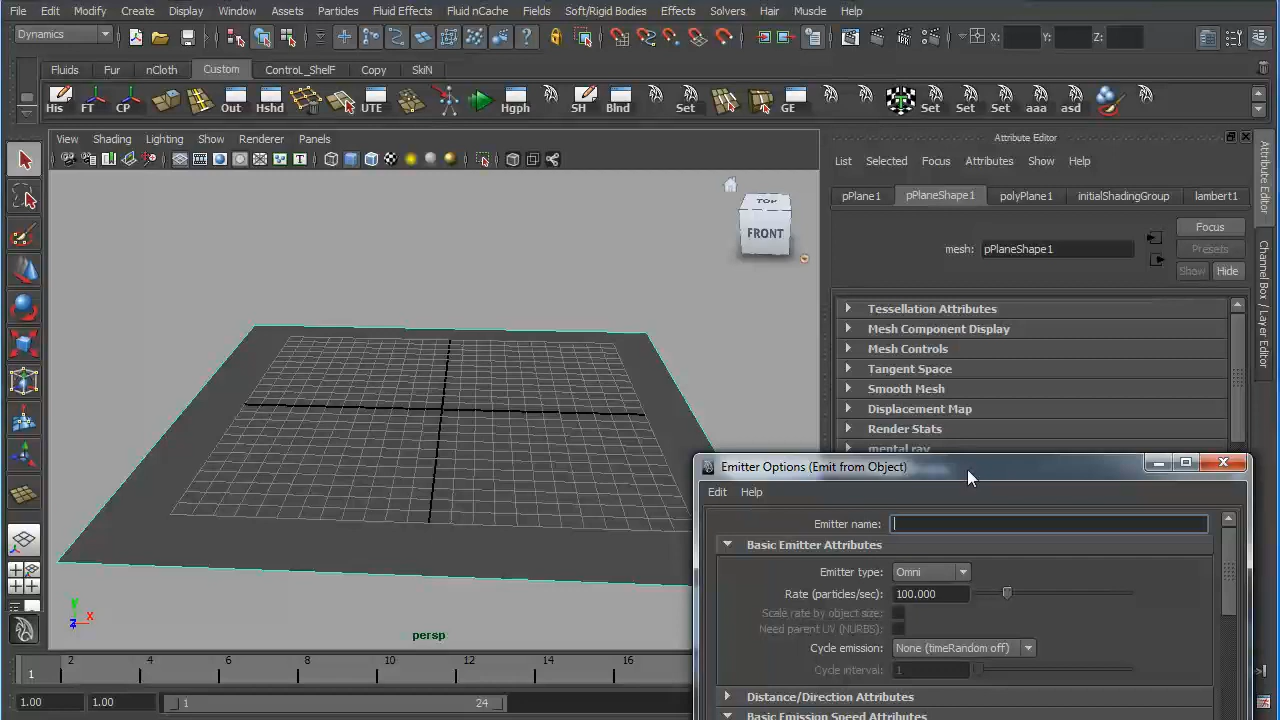 File Edit Modify Create Display Window Assets Particles Fluid Effects Fluid nCache Fields Soft/Rigid Bodies Effects Solvers Hair Muscle Help
Dynamics X: Y: Z:
Fluids Fur nCloth Custom ControL_ShelF Copy SkiN
His FT CP Out Hshd UTE Hgph SH Blnd Set GE Set Set Set aaa asd
View Shading Lighting Show Renderer Panels
Attribute Editor
List Selected Focus Attributes Show Help
pPlane1 pPlaneShape1 polyPlane1 initialShadingGroup lambert1
mesh: pPlaneShape1
Focus
Presets
Show Hide
Attribute Editor
Channel Box / Layer Editor
TOP
FRONT
Tessellation Attributes
Mesh Component Display
Mesh Controls
Tangent Space
Smooth Mesh
Displacement Map
Render Stats
mental ray
Emitter Options (Emit from Object)
Edit Help
Emitter name:
Basic Emitter Attributes
Emitter type: Omni
Rate (particles/sec): 100.000
Scale rate by object size:
Need parent UV (NURBS):
Cycle emission: None (timeRandom off)
Cycle interval: 1
Distance/Direction Attributes
Basic Emission Speed Attributes
y
x
z
persp
1 2 4 6 8 10 12 14 16
1.00 1.00 1 24